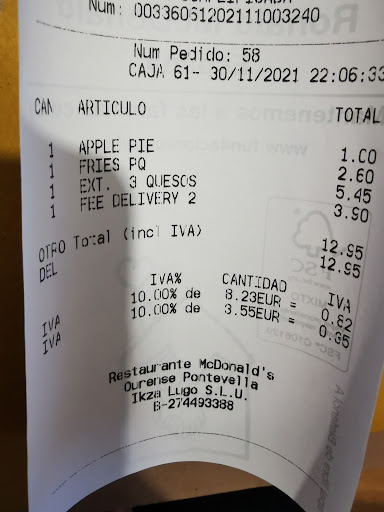 Num: 00336051202111003240
Num Pedido: 58
CAJA 61- 30/11/2021 22:06:33
CAN ARTICULO TOTAL
1 APPLE PIE 1.00
1 FRIES PQ 2.60
1 EXT. 3 QUESOS 5.45
1 FEE DELIVERY 2 3.90
Total (incl IVA) 12.95
OTRO DEL 12.95
IVA% CANTIDAD IVA
IVA 10.00% de 8.23EUR = 0.82
IVA 10.00% de 3.55EUR = 0.35
Restaurante McDonald's
Ourense Pontevella
Ikza Lugo S.L.U.
B-274493388